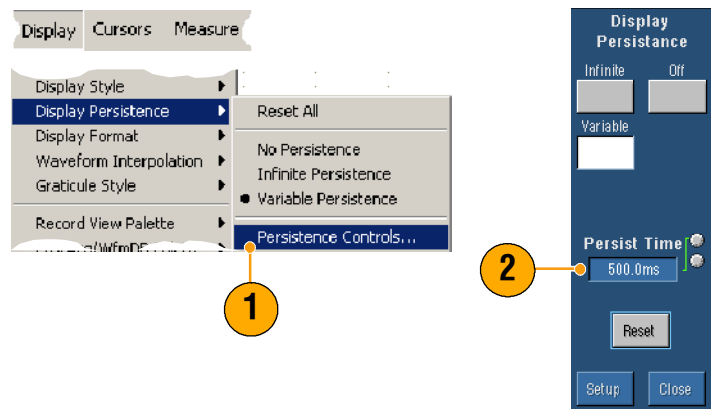 Display Cursors Measure
Display Style
Display Persistence
Display Format
Waveform Interpolation
Graticule Style
Record View Palette
Reset All
No Persistence
Infinite Persistence
Variable Persistence
Persistence Controls...
1
Display
Persistance
Infinite Off
Variable
Persist Time
2
500.0ms
Reset
Setup Close